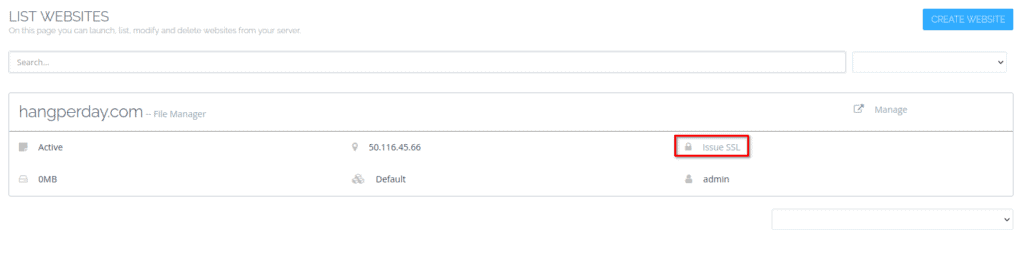 LIST WEBSITES
On this page you can launch, list, modify and delete websites from your server.
CREATE WEBSITE
Search...
hangperday.com -- File Manager
Manage
Active
50.116.45.66
Issue SSL
0MB
Default
admin